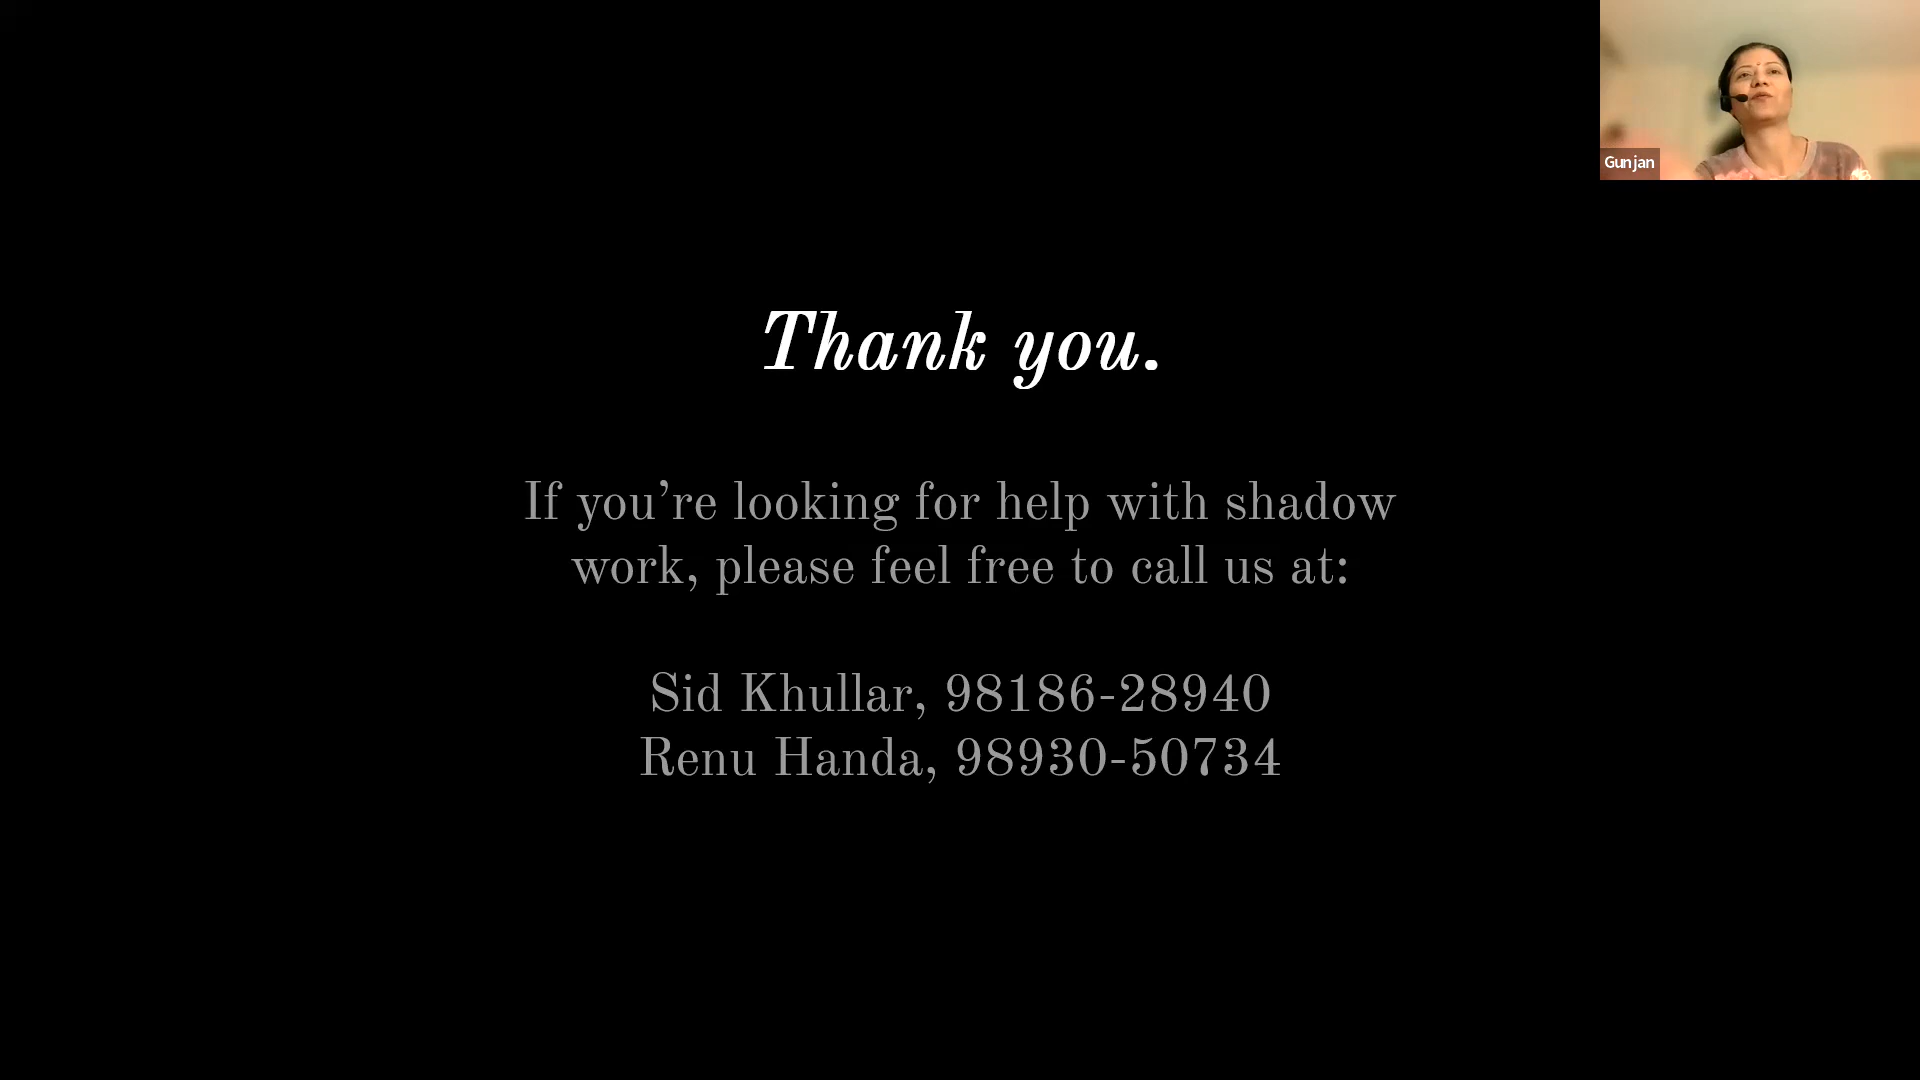 Gunjan
Thank you.
If you’re looking for help with shadow
work, please feel free to call us at:
Sid Khullar, 98186-28940
Renu Handa, 98930-50734